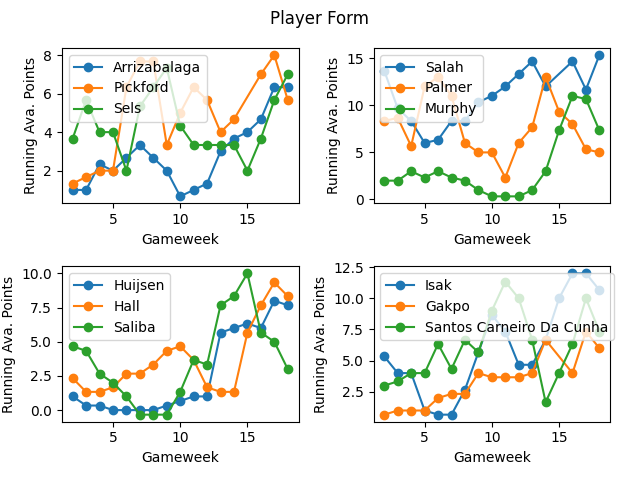 Player Form
Running Ava. Points
8
6
4
2
Arrizabalaga
Pickford
Sels
5
10
15
Gameweek
Running Ava. Points
15
10
5
0
Salah
Palmer
Murphy
5
10
15
Gameweek
Running Ava. Points
10.0
7.5
5.0
2.5
0.0
Huijsen
Hall
Saliba
5
10
15
Gameweek
Running Ava. Points
12.5
10.0
7.5
5.0
2.5
Isak
Gakpo
Santos Carneiro Da Cunha
5
10
15
Gameweek